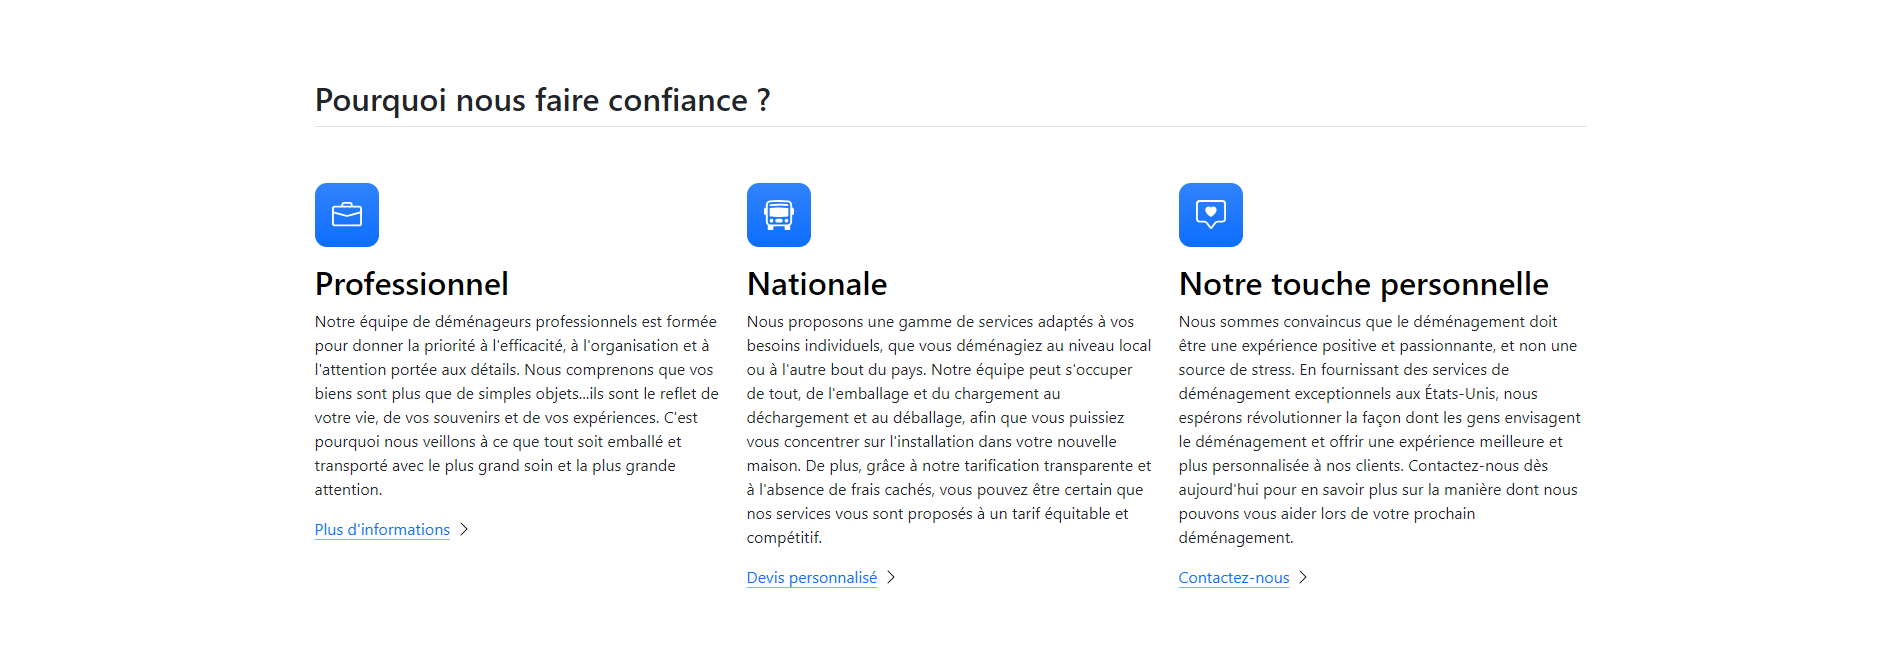 Pourquoi nous faire confiance ?
Professionnel
Notre équipe de déménageurs professionnels est formée
pour donner la priorité à l'efficacité, à l'organisation et à
l'attention portée aux détails. Nous comprenons que vos
biens sont plus que de simples objets...ils sont le reflet de
votre vie, de vos souvenirs et de vos expériences. C'est
pourquoi nous veillons à ce que tout soit emballé et
transporté avec le plus grand soin et la plus grande
attention.
Plus d'informations
Nationale
Nous proposons une gamme de services adaptés à vos
besoins individuels, que vous déménagiez au niveau local
ou à l'autre bout du pays. Notre équipe peut s'occuper
de tout, de l'emballage et du chargement au
déchargement et au déballage, afin que vous puissiez
vous concentrer sur l'installation dans votre nouvelle
maison. De plus, grâce à notre tarification transparente et
à l'absence de frais cachés, vous pouvez être certain que
nos services vous sont proposés à un tarif équitable et
compétitif.
Devis personnalisé
Notre touche personnelle
Nous sommes convaincus que le déménagement doit
être une expérience positive et passionnante, et non une
source de stress. En fournissant des services de
déménagement exceptionnels aux États-Unis, nous
espérons révolutionner la façon dont les gens envisagent
le déménagement et offrir une expérience meilleure et
plus personnalisée à nos clients. Contactez-nous dès
aujourd'hui pour en savoir plus sur la manière dont nous
pouvons vous aider lors de votre prochain
déménagement.
Contactez-nous